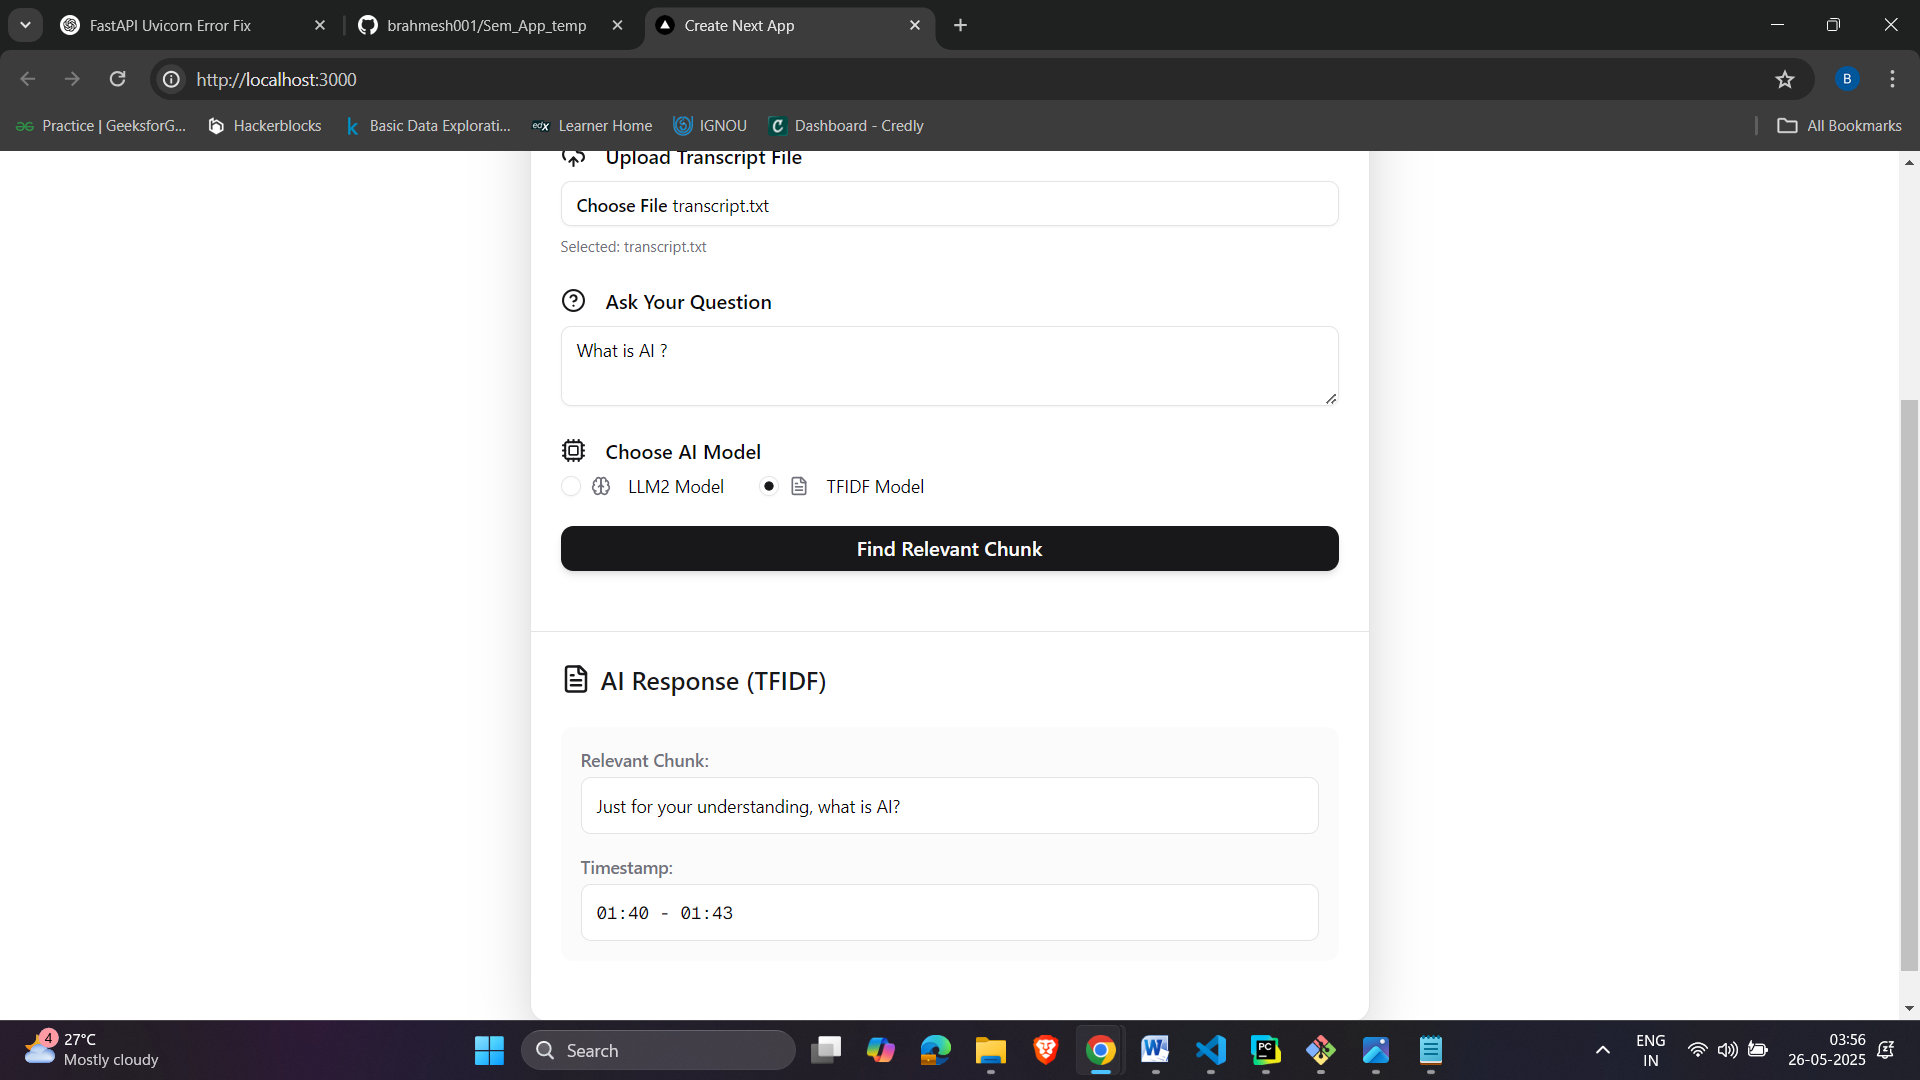 FastAPI Uvicorn Error Fix
brahmesh001/Sem_App_temp
Create Next App
http://localhost:3000
B
Practice | GeeksforG...
Hackerblocks
Basic Data Explorati...
edX
Learner Home
IGNOU
Dashboard - Credly
All Bookmarks
Upload Transcript File
Choose File transcript.txt
Selected: transcript.txt
Ask Your Question
What is AI ?
Choose AI Model
LLM2 Model
TFIDF Model
Find Relevant Chunk
AI Response (TFIDF)
Relevant Chunk:
Just for your understanding, what is AI?
Timestamp:
01:40 - 01:43
4
27°C
Mostly cloudy
Search
PC
ENG
IN
03:56
26-05-2025